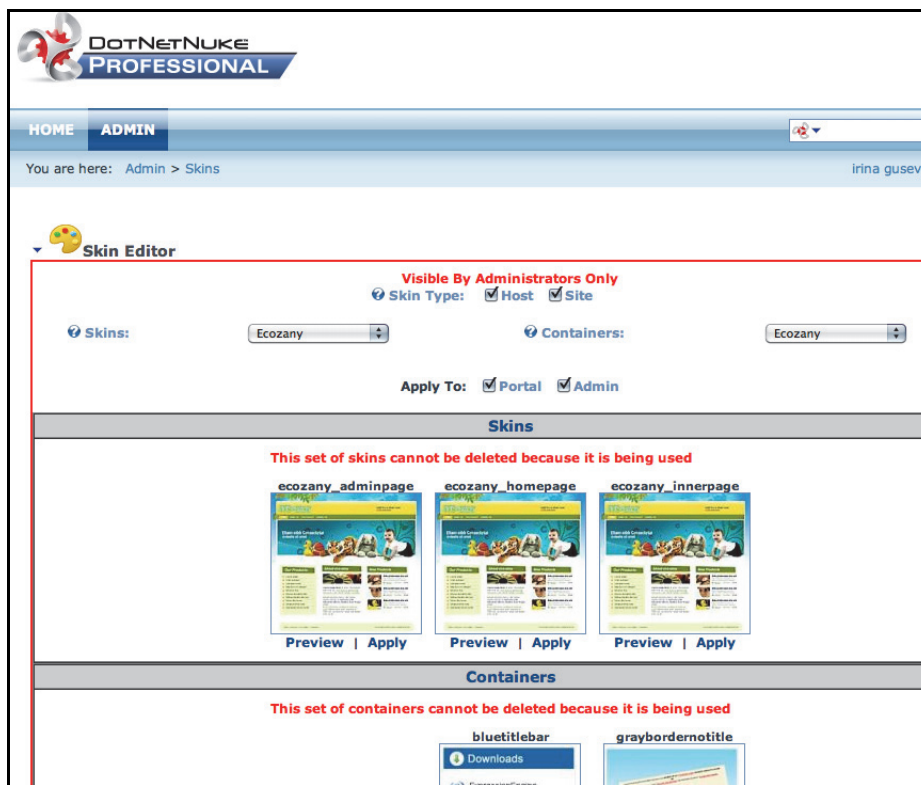 DOTNETNUKE
PROFESSIONAL
HOME ADMIN
You are here: Admin > Skins irina gusev
Skin Editor
Visible By Administrators Only
Skin Type: Host Site
Skins: Ecozany Containers: Ecozany
Apply To: Portal Admin
Skins
This set of skins cannot be deleted because it is being used
ecozany_adminpage ecozany_homepage ecozany_innerpage
Preview | Apply Preview | Apply Preview | Apply
Containers
This set of containers cannot be deleted because it is being used
bluetitlebar graybordernotitle
Downloads